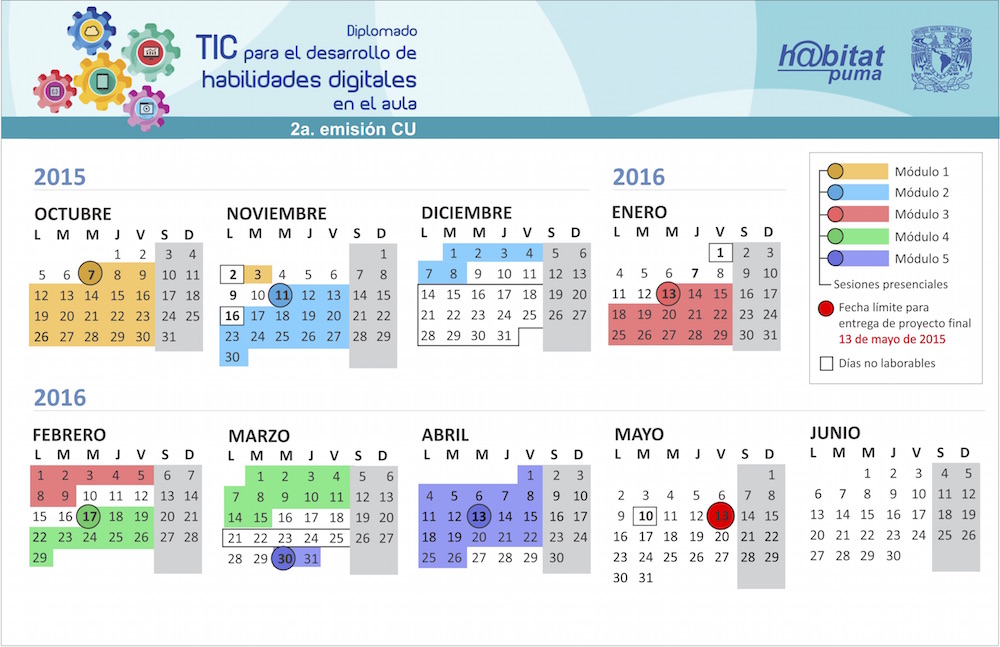 Diplomado
TIC para el desarrollo de
habilidades digitales
en el aula
2a. emisión CU
h@bitat
puma
2015
OCTUBRE
L M M J V S D
1 2 3 4
5 6 7 8 9 10 11
12 13 14 15 16 17 18
19 20 21 22 23 24 25
26 27 28 29 30 31
NOVIEMBRE
L M M J V S D
1
2 3 4 5 6 7 8
9 10 11 12 13 14 15
16 17 18 19 20 21 22
23 24 25 26 27 28 29
30
DICIEMBRE
L M M J V S D
1 2 3 4 5 6
7 8 9 10 11 12 13
14 15 16 17 18 19 20
21 22 23 24 25 26 27
28 29 30 31
2016
ENERO
L M M J V S D
1 2 3
4 5 6 7 8 9 10
11 12 13 14 15 16 17
18 19 20 21 22 23 24
25 26 27 28 29 30 31
Módulo 1
Módulo 2
Módulo 3
Módulo 4
Módulo 5
Sesiones presenciales
Fecha límite para
entrega de proyecto final
13 de mayo de 2015
Días no laborables
2016
FEBRERO
L M M J V S D
1 2 3 4 5 6 7
8 9 10 11 12 13 14
15 16 17 18 19 20 21
22 23 24 25 26 27 28
29
MARZO
L M M J V S D
1 2 3 4 5 6
7 8 9 10 11 12 13
14 15 16 17 18 19 20
21 22 23 24 25 26 27
28 29 30 31
ABRIL
L M M J V S D
1 2 3
4 5 6 7 8 9 10
11 12 13 14 15 16 17
18 19 20 21 22 23 24
25 26 27 28 29 30
MAYO
L M M J V S D
1
2 3 4 5 6 7 8
9 10 11 12 13 14 15
16 17 18 19 20 21 22
23 24 25 26 27 28 29
30 31
JUNIO
L M M J V S D
1 2 3 4 5
6 7 8 9 10 11 12
13 14 15 16 17 18 19
20 21 22 23 24 25 26
27 28 29 30